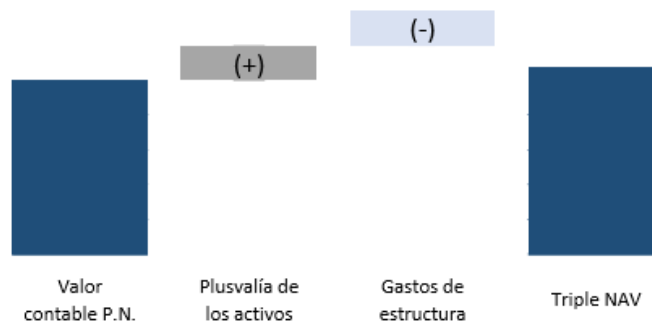 (-)
(+)
Valor
contable P.N.
Plusvalía de
los activos
Gastos de
estructura
Triple NAV